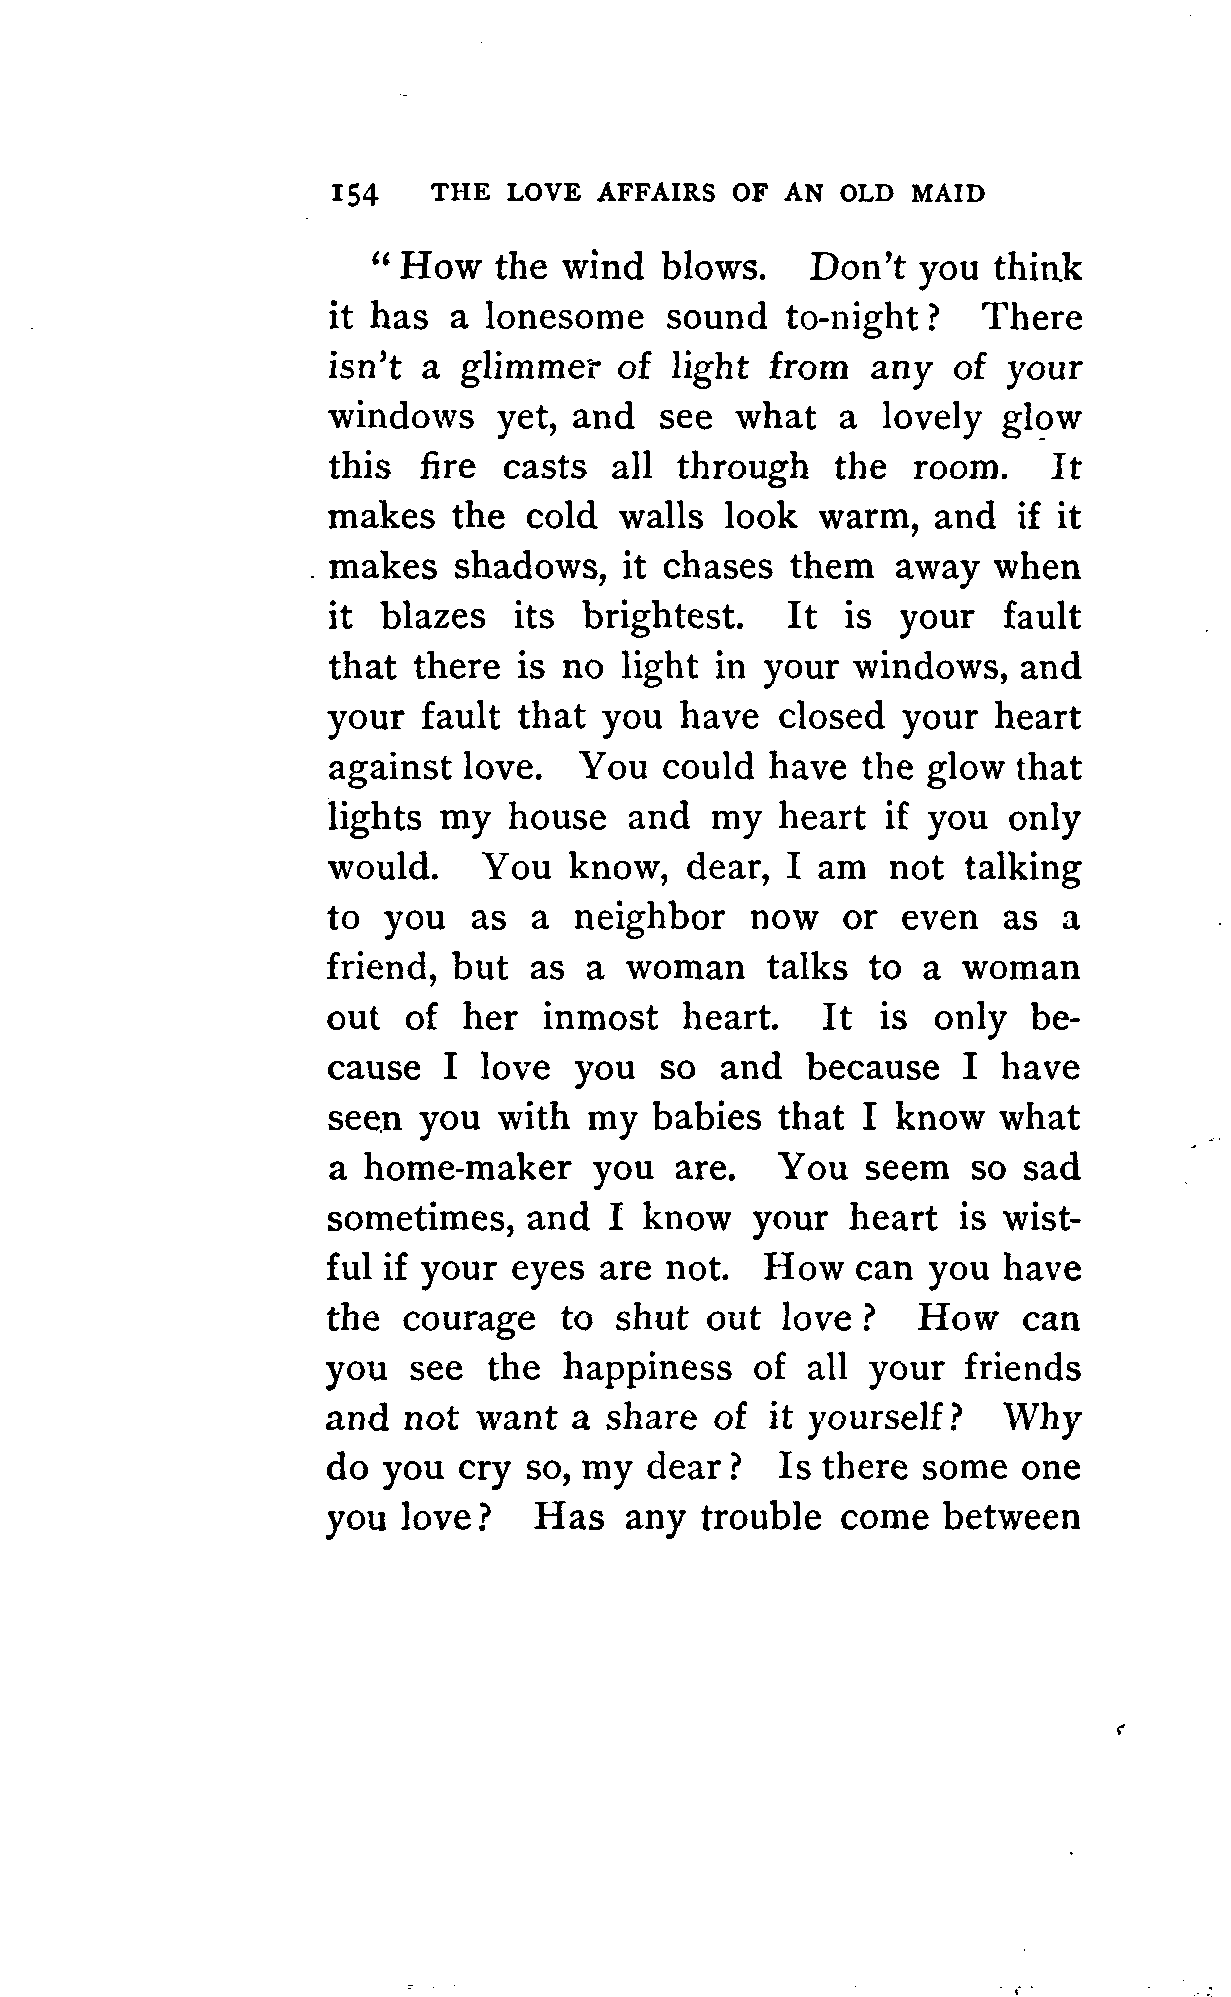 154 THE LOVE AFFAIRS OF AN OLD MAID
“ How the wind blows. Don't you think
it has a lonesome sound to-night ? There
isn't a glimmer of light from any of your
windows yet, and see what a lovely glow
this fire casts all through the room. It
makes the cold walls look warm, and if it
makes shadows, it chases them away when
it blazes its brightest. It is your fault
that there is no light in your windows, and
your fault that you have closed your heart
against love. You could have the glow that
lights my house and my heart if you only
would. You know, dear, I am not talking
to you as a neighbor now or even as a
friend, but as a woman talks to a woman
out of her inmost heart. It is only be-
cause I love you so and because I have
seen you with my babies that I know what
a home-maker you are. You seem so sad
sometimes, and I know your heart is wist-
ful if your eyes are not. How can you have
the courage to shut out love ? How can
you see the happiness of all your friends
and not want a share of it yourself ? Why
do you cry so, my dear ? Is there some one
you love ? Has any trouble come between